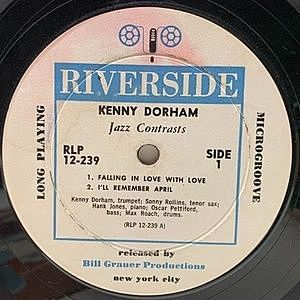 RIVERSIDE
KENNY DORHAM
Jazz Contrasts
LONG PLAYING
MICROGROOVE
RLP
12-239
SIDE
1
1. FALLING IN LOVE WITH LOVE
2. I'LL REMEMBER APRIL
Kenny Dorham, trumpet; Sonny Rollins, tenor sax;
Hank Jones, piano; Oscar Pettiford,
bass; Max Roach, drums.
(RLP 12-239 A)
released by
Bill Grauer Productions
new york city